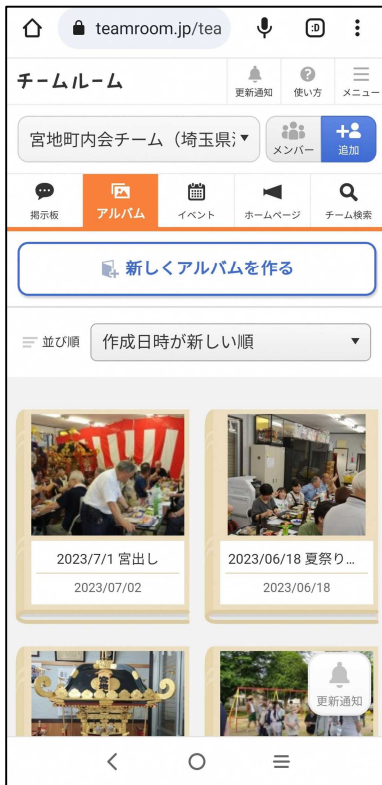 teamroom.jp/tea
:D
チームルーム
更新通知
使い方
メニュー
宮地町内会チーム（埼玉県
メンバー
追加
掲示板
アルバム
イベント
ホームページ
チーム検索
新しくアルバムを作る
並び順
作成日時が新しい順
2023/7/1 宮出し
2023/07/02
2023/06/18 夏祭り...
2023/06/18
更新通知